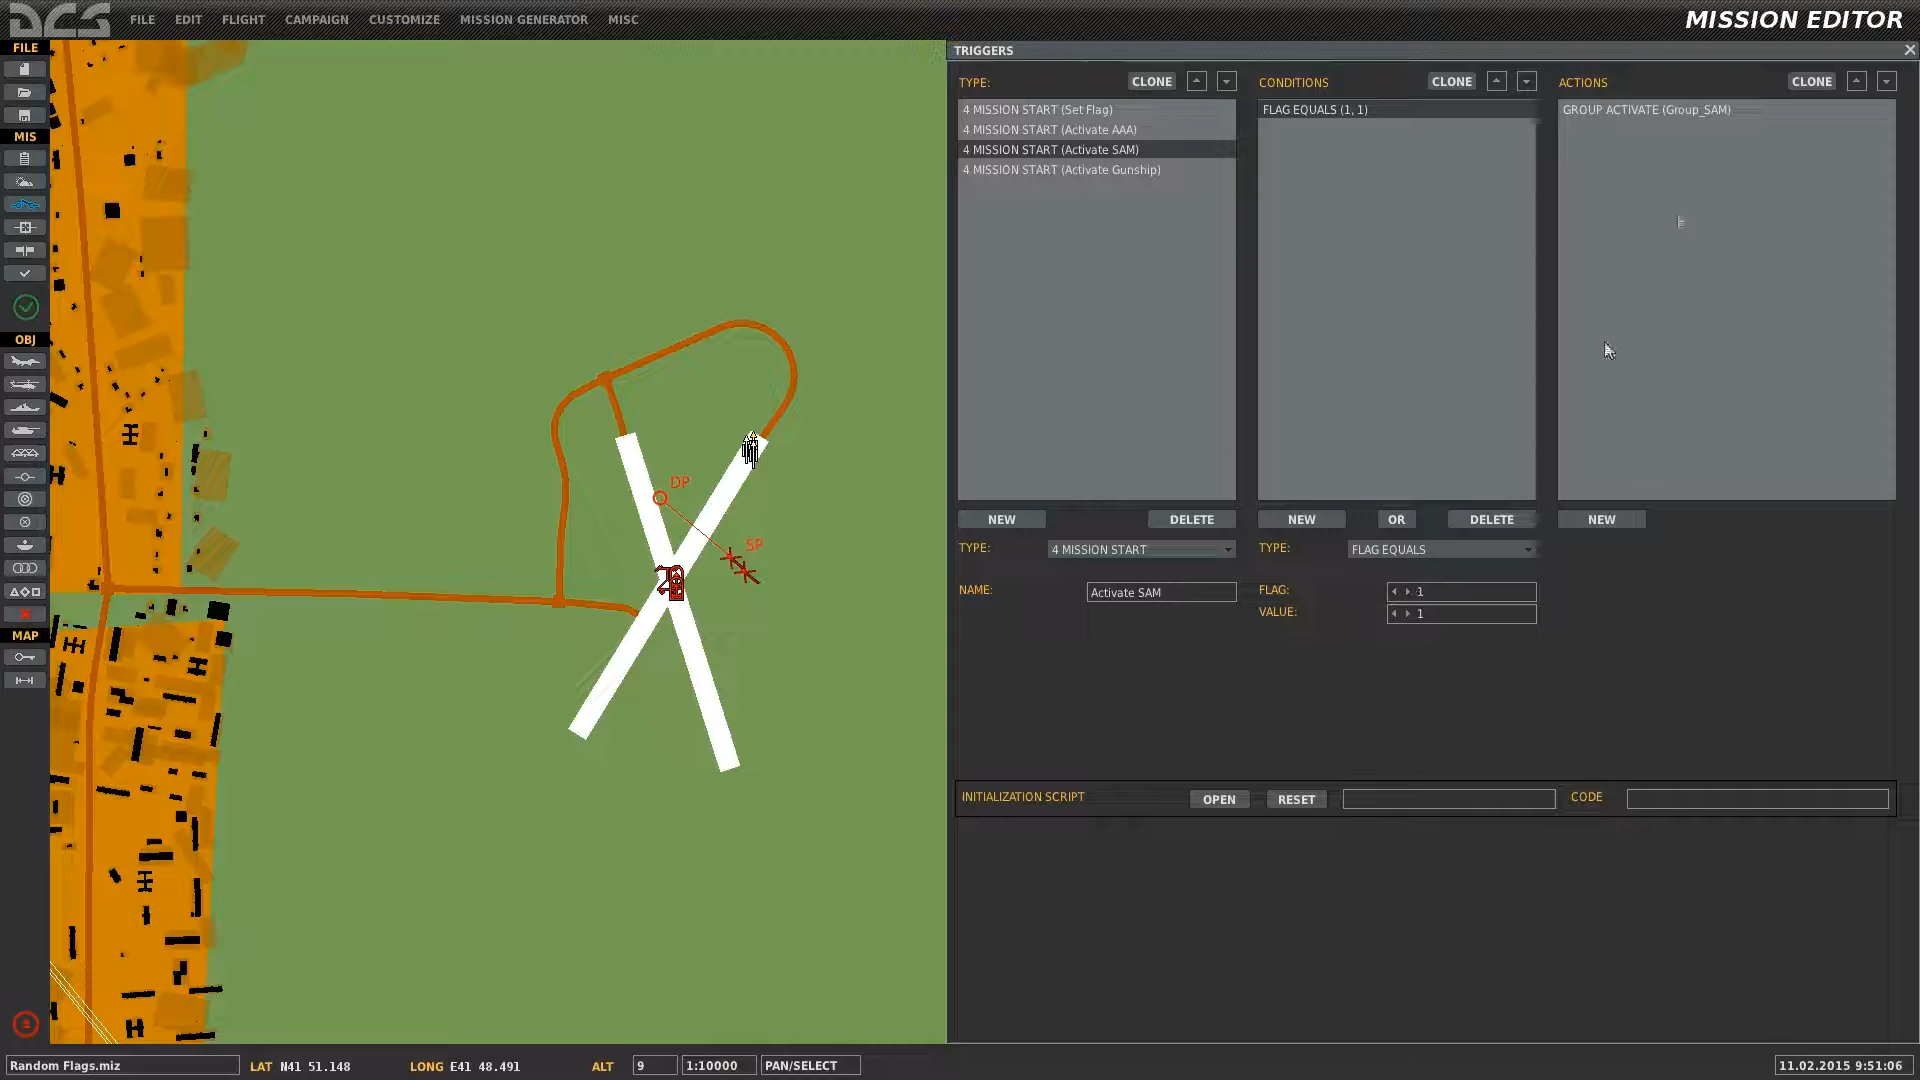 DCS
FILE EDIT FLIGHT CAMPAIGN CUSTOMIZE MISSION GENERATOR MISC
MISSION EDITOR
FILE
MIS
OBJ
MAP
DP
SP
TRIGGERS
TYPE: CLONE
CONDITIONS CLONE
ACTIONS CLONE
4 MISSION START (Set Flag)
4 MISSION START (Activate AAA)
4 MISSION START (Activate SAM)
4 MISSION START (Activate Gunship)
FLAG EQUALS (1, 1)
GROUP ACTIVATE (Group_SAM)
NEW DELETE
NEW OR DELETE
NEW
TYPE: 4 MISSION START
TYPE: FLAG EQUALS
NAME: Activate SAM
FLAG: 1
VALUE: 1
INITIALIZATION SCRIPT OPEN RESET CODE
Random Flags.miz LAT N41 51.148 LONG E41 48.491 ALT 9 1:10000 PAN/SELECT 11.02.2015 9:51:06